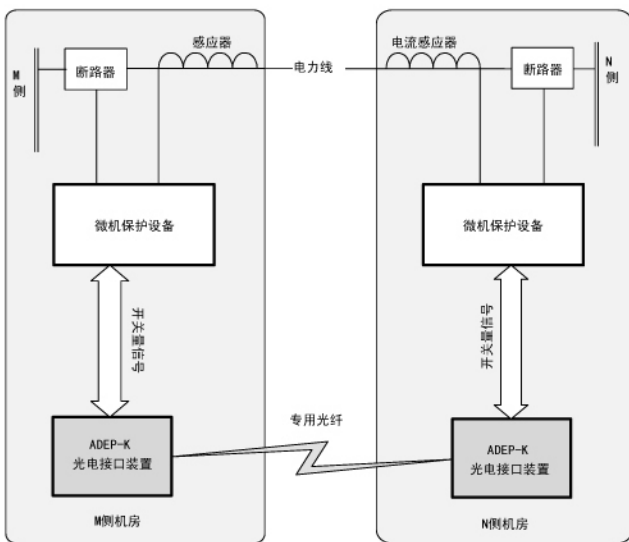 感应器
电流感应器
M
侧
断路器
电力线
断路器
N
侧
微机保护设备
微机保护设备
开关量信号
开关量信号
专用光纤
ADEP-K
光电接口装置
ADEP-K
光电接口装置
M侧机房
N侧机房